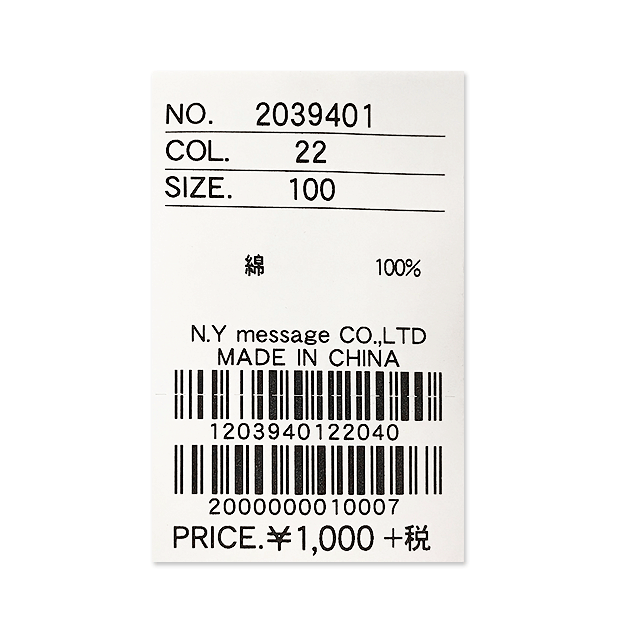 NO. 2039401
COL. 22
SIZE. 100
綿 100%
N.Y message CO.,LTD
MADE IN CHINA
1203940122040
2000000010007
PRICE.¥1,000 +税